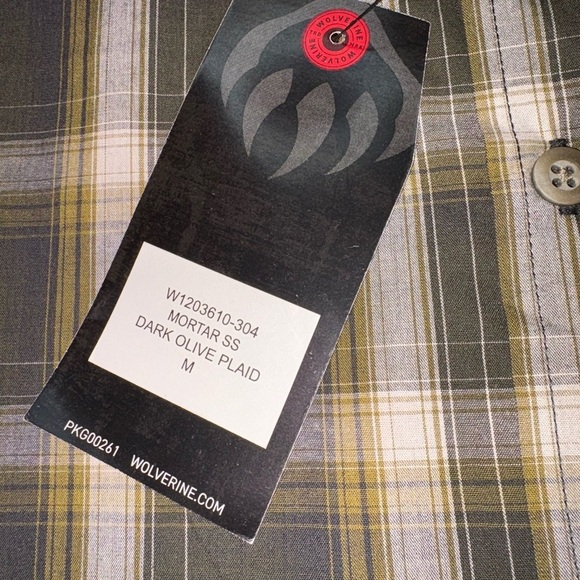 WOLVERINE
WOLVERINE
W1203610-304
MORTAR SS
DARK OLIVE PLAID
M
PKG00261 WOLVERINE.COM